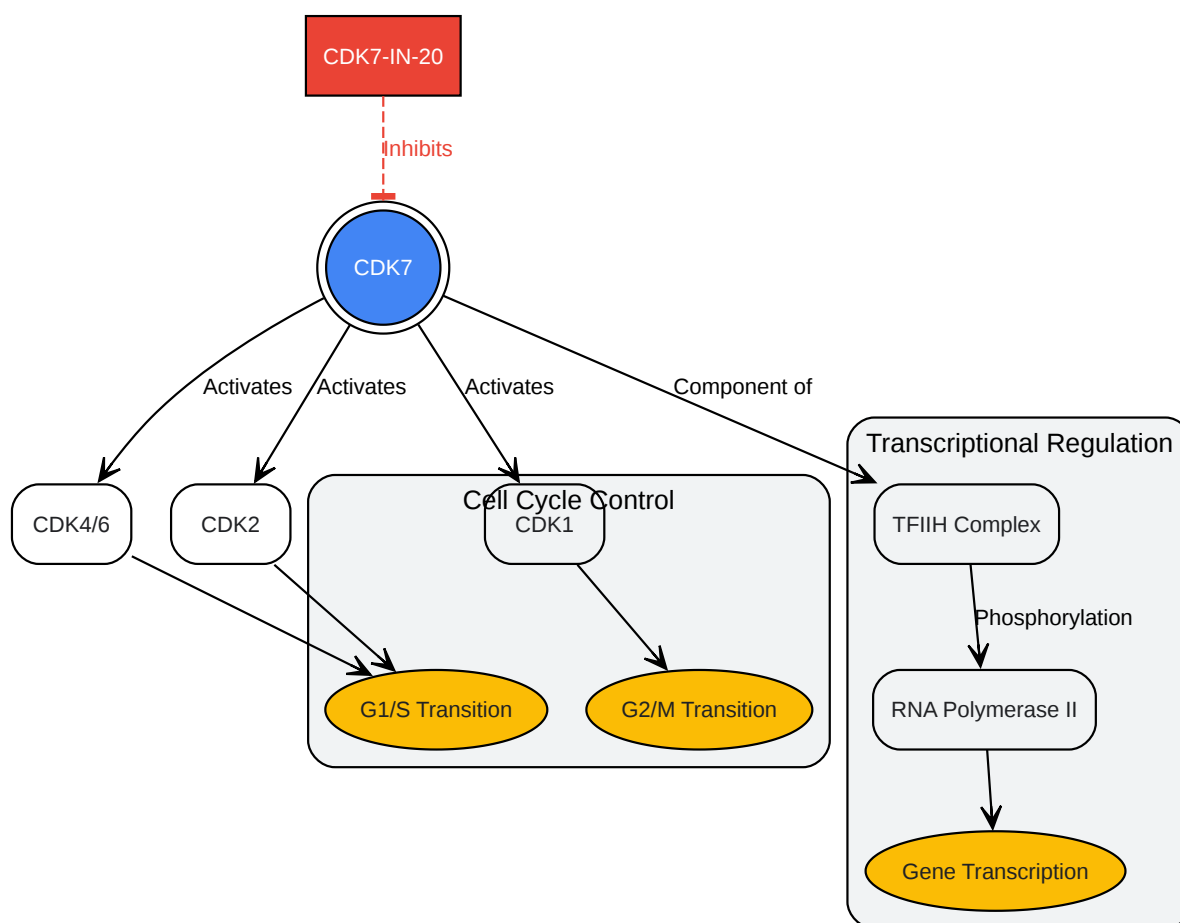 CDK7-IN-20
Inhibits
CDK7
Activates
Activates
Activates
Component of
Transcriptional Regulation
Cell Cycle Control
CDK4/6
CDK2
CDK1
TFIIH Complex
Phosphorylation
G1/S Transition
G2/M Transition
RNA Polymerase II
Gene Transcription